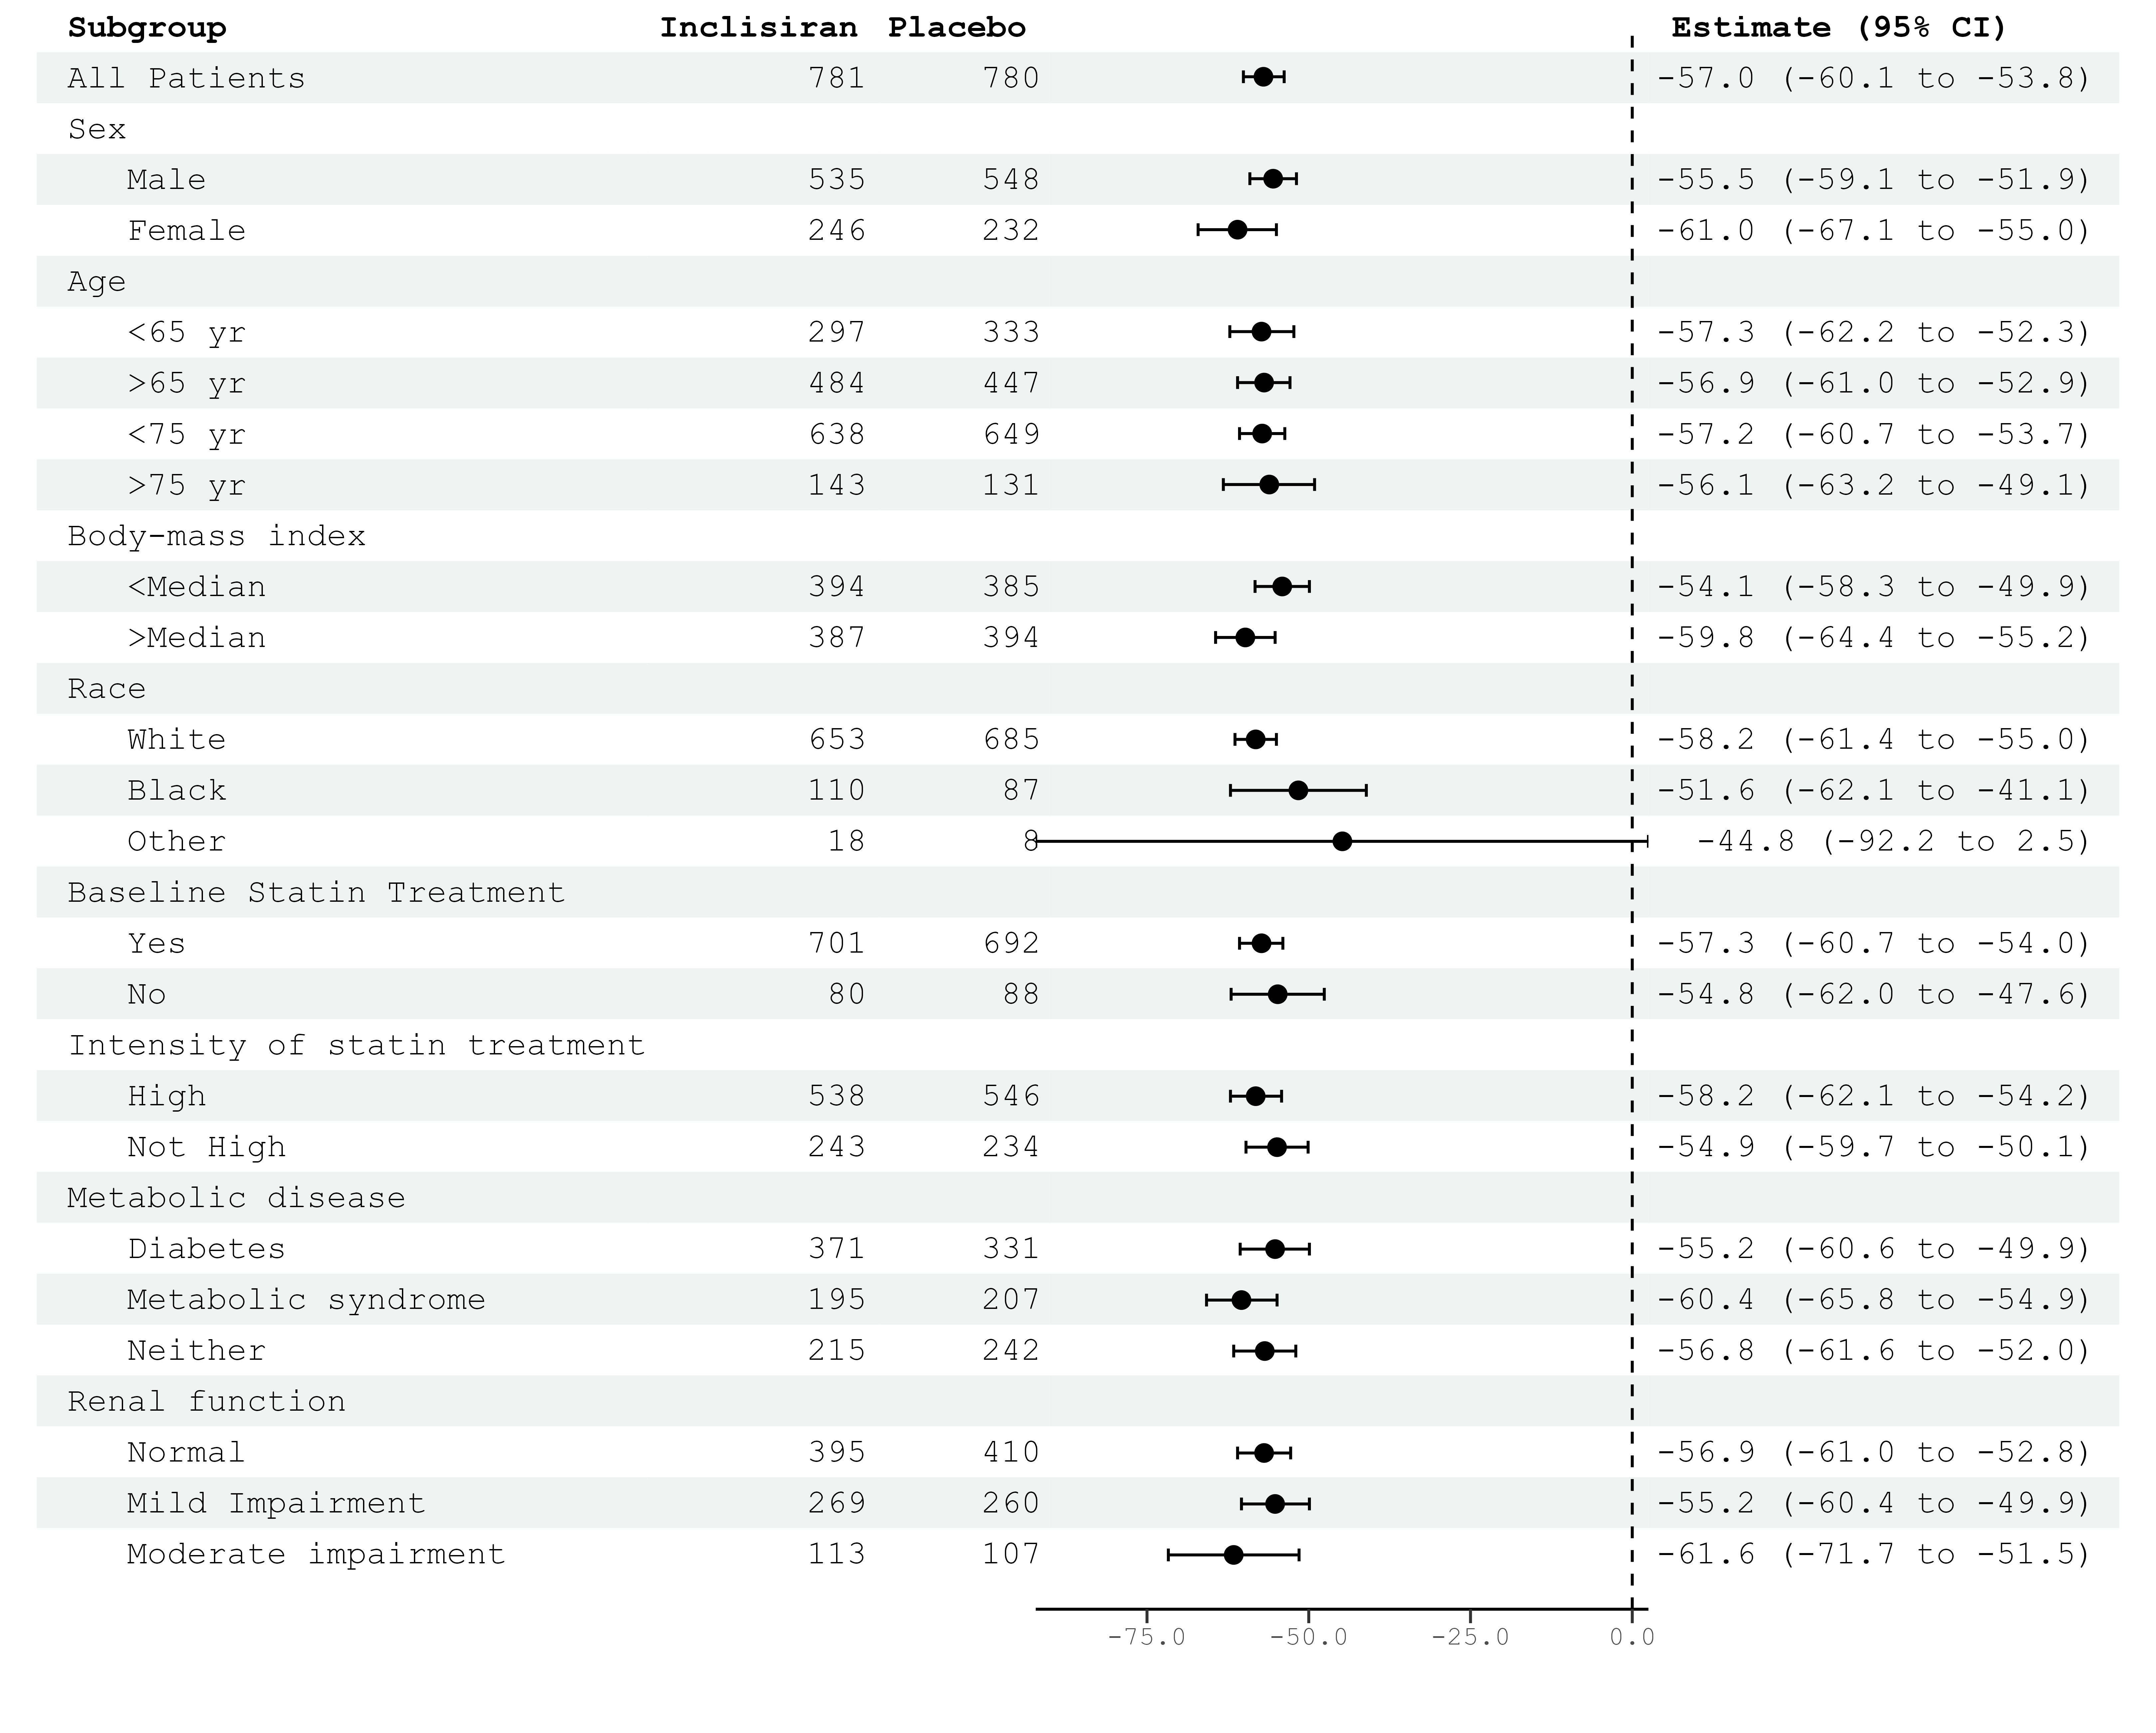 Subgroup Inclisiran Placebo Estimate (95% CI)
All Patients 781 780 -57.0 (-60.1 to -53.8)
Sex
Male 535 548 -55.5 (-59.1 to -51.9)
Female 246 232 -61.0 (-67.1 to -55.0)
Age
<65 yr 297 333 -57.3 (-62.2 to -52.3)
>65 yr 484 447 -56.9 (-61.0 to -52.9)
<75 yr 638 649 -57.2 (-60.7 to -53.7)
>75 yr 143 131 -56.1 (-63.2 to -49.1)
Body-mass index
<Median 394 385 -54.1 (-58.3 to -49.9)
>Median 387 394 -59.8 (-64.4 to -55.2)
Race
White 653 685 -58.2 (-61.4 to -55.0)
Black 110 87 -51.6 (-62.1 to -41.1)
Other 18 8 -44.8 (-92.2 to 2.5)
Baseline Statin Treatment
Yes 701 692 -57.3 (-60.7 to -54.0)
No 80 88 -54.8 (-62.0 to -47.6)
Intensity of statin treatment
High 538 546 -58.2 (-62.1 to -54.2)
Not High 243 234 -54.9 (-59.7 to -50.1)
Metabolic disease
Diabetes 371 331 -55.2 (-60.6 to -49.9)
Metabolic syndrome 195 207 -60.4 (-65.8 to -54.9)
Neither 215 242 -56.8 (-61.6 to -52.0)
Renal function
Normal 395 410 -56.9 (-61.0 to -52.8)
Mild Impairment 269 260 -55.2 (-60.4 to -49.9)
Moderate impairment 113 107 -61.6 (-71.7 to -51.5)
-75.0 -50.0 -25.0 0.0